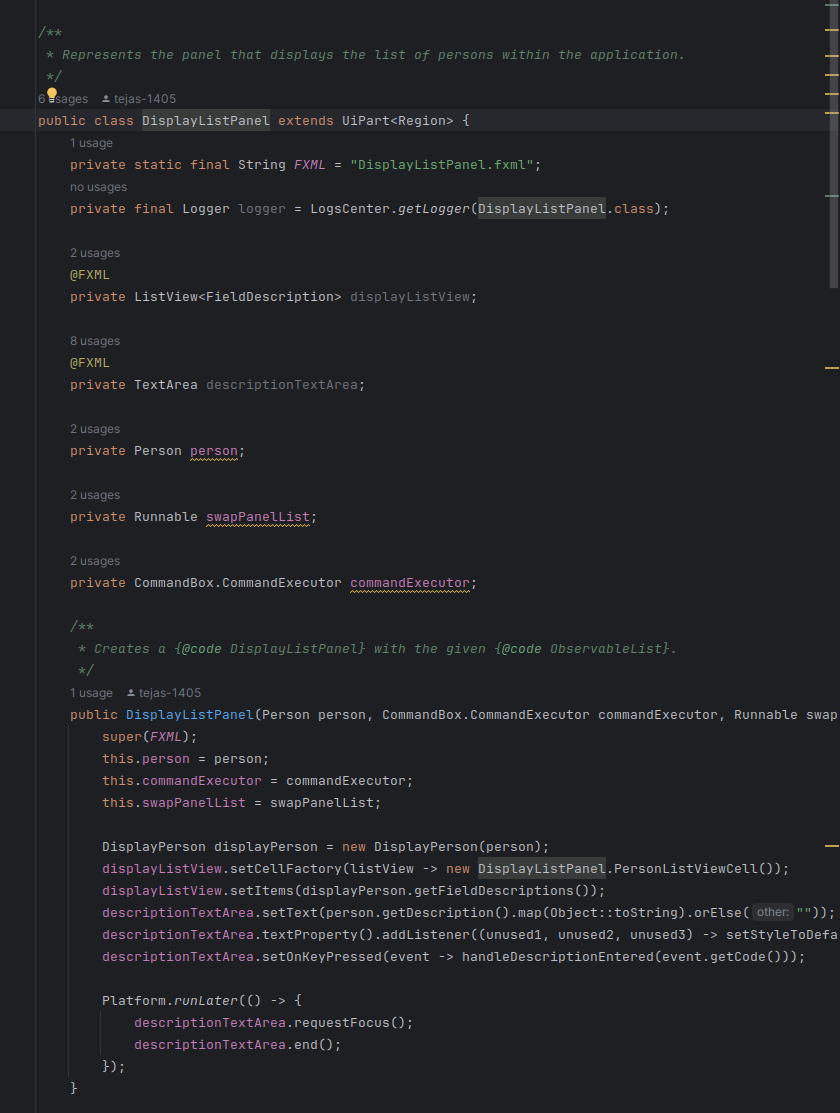 /**
 * Represents the panel that displays the list of persons within the application.
 */
6 usages tejas-1405
public class DisplayListPanel extends UiPart<Region> {
1 usage
private static final String FXML = "DisplayListPanel.fxml";
no usages
private final Logger logger = LogsCenter.getLogger(DisplayListPanel.class);
2 usages
@FXML
private ListView<FieldDescription> displayListView;
8 usages
@FXML
private TextArea descriptionTextArea;
2 usages
private Person person;
2 usages
private Runnable swapPanelList;
2 usages
private CommandBox.CommandExecutor commandExecutor;
/**
 * Creates a {@code DisplayListPanel} with the given {@code ObservableList}.
 */
1 usage tejas-1405
public DisplayListPanel(Person person, CommandBox.CommandExecutor commandExecutor, Runnable swap
super(FXML);
this.person = person;
this.commandExecutor = commandExecutor;
this.swapPanelList = swapPanelList;
DisplayPerson displayPerson = new DisplayPerson(person);
displayListView.setCellFactory(listView -> new DisplayListPanel.PersonListViewCell());
displayListView.setItems(displayPerson.getFieldDescriptions());
descriptionTextArea.setText(person.getDescription().map(Object::toString).orElse( other: ""));
descriptionTextArea.textProperty().addListener((unused1, unused2, unused3) -> setStyleToDefa
descriptionTextArea.setOnKeyPressed(event -> handleDescriptionEntered(event.getCode()));
Platform.runLater(() -> {
descriptionTextArea.requestFocus();
descriptionTextArea.end();
});
}